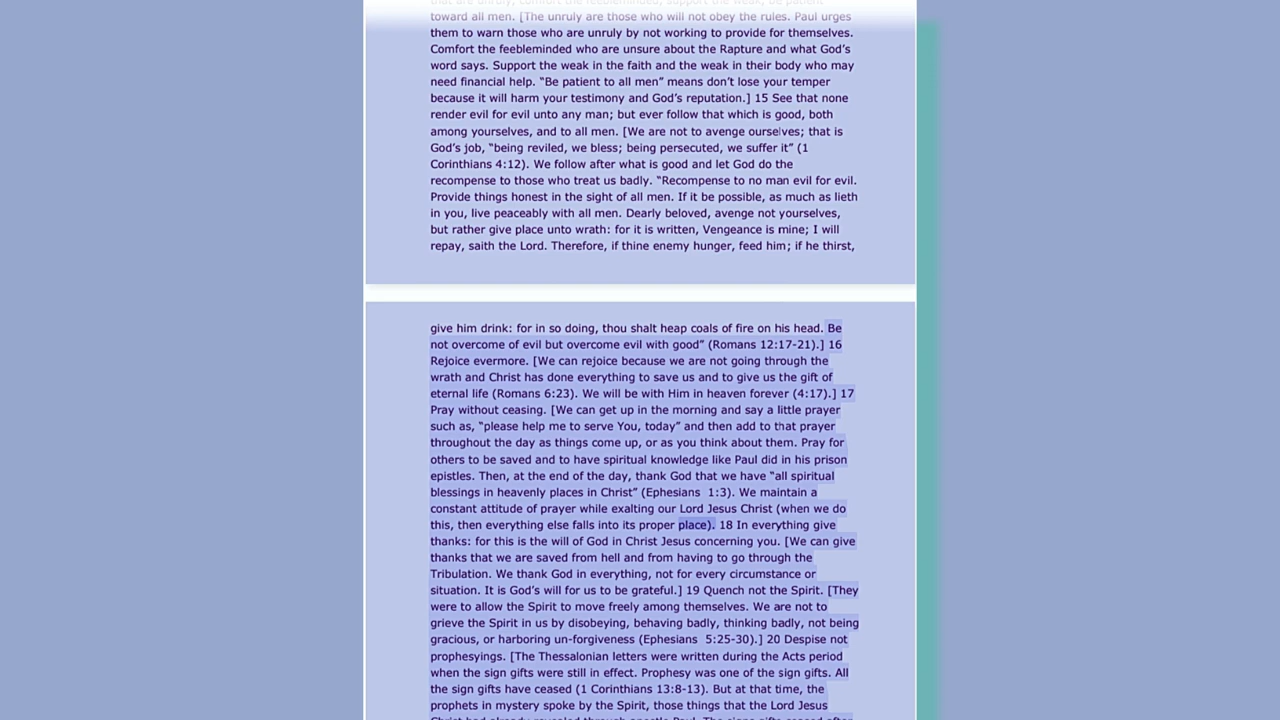 that are unruly, comfort the feebleminded, support the weak, be patient
toward all men. [The unruly are those who will not obey the rules. Paul urges
them to warn those who are unruly by not working to provide for themselves.
Comfort the feebleminded who are unsure about the Rapture and what God’s
word says. Support the weak in the faith and the weak in their body who may
need financial help. “Be patient to all men” means don’t lose your temper
because it will harm your testimony and God’s reputation.] 15 See that none
render evil for evil unto any man; but ever follow that which is good, both
among yourselves, and to all men. [We are not to avenge ourselves; that is
God’s job, “being reviled, we bless; being persecuted, we suffer it” (1
Corinthians 4:12). We follow after what is good and let God do the
recompense to those who treat us badly. “Recompense to no man evil for evil.
Provide things honest in the sight of all men. If it be possible, as much as lieth
in you, live peaceably with all men. Dearly beloved, avenge not yourselves,
but rather give place unto wrath: for it is written, Vengeance is mine; I will
repay, saith the Lord. Therefore, if thine enemy hunger, feed him; if he thirst,
give him drink: for in so doing, thou shalt heap coals of fire on his head. Be
not overcome of evil but overcome evil with good” (Romans 12:17-21).] 16
Rejoice evermore. [We can rejoice because we are not going through the
wrath and Christ has done everything to save us and to give us the gift of
eternal life (Romans 6:23). We will be with Him in heaven forever (4:17).] 17
Pray without ceasing. [We can get up in the morning and say a little prayer
such as, “please help me to serve You, today” and then add to that prayer
throughout the day as things come up, or as you think about them. Pray for
others to be saved and to have spiritual knowledge like Paul did in his prison
epistles. Then, at the end of the day, thank God that we have “all spiritual
blessings in heavenly places in Christ” (Ephesians 1:3). We maintain a
constant attitude of prayer while exalting our Lord Jesus Christ (when we do
this, then everything else falls into its proper place). 18 In everything give
thanks: for this is the will of God in Christ Jesus concerning you. [We can give
thanks that we are saved from hell and from having to go through the
Tribulation. We thank God in everything, not for every circumstance or
situation. It is God’s will for us to be grateful.] 19 Quench not the Spirit. [They
were to allow the Spirit to move freely among themselves. We are not to
grieve the Spirit in us by disobeying, behaving badly, thinking badly, not being
gracious, or harboring un-forgiveness (Ephesians 5:25-30).] 20 Despise not
prophesyings. [The Thessalonian letters were written during the Acts period
when the sign gifts were still in effect. Prophesy was one of the sign gifts. All
the sign gifts have ceased (1 Corinthians 13:8-13). But at that time, the
prophets in mystery spoke by the Spirit, those things that the Lord Jesus
Christ had already revealed through apostle Paul. The signs gifts ceased after